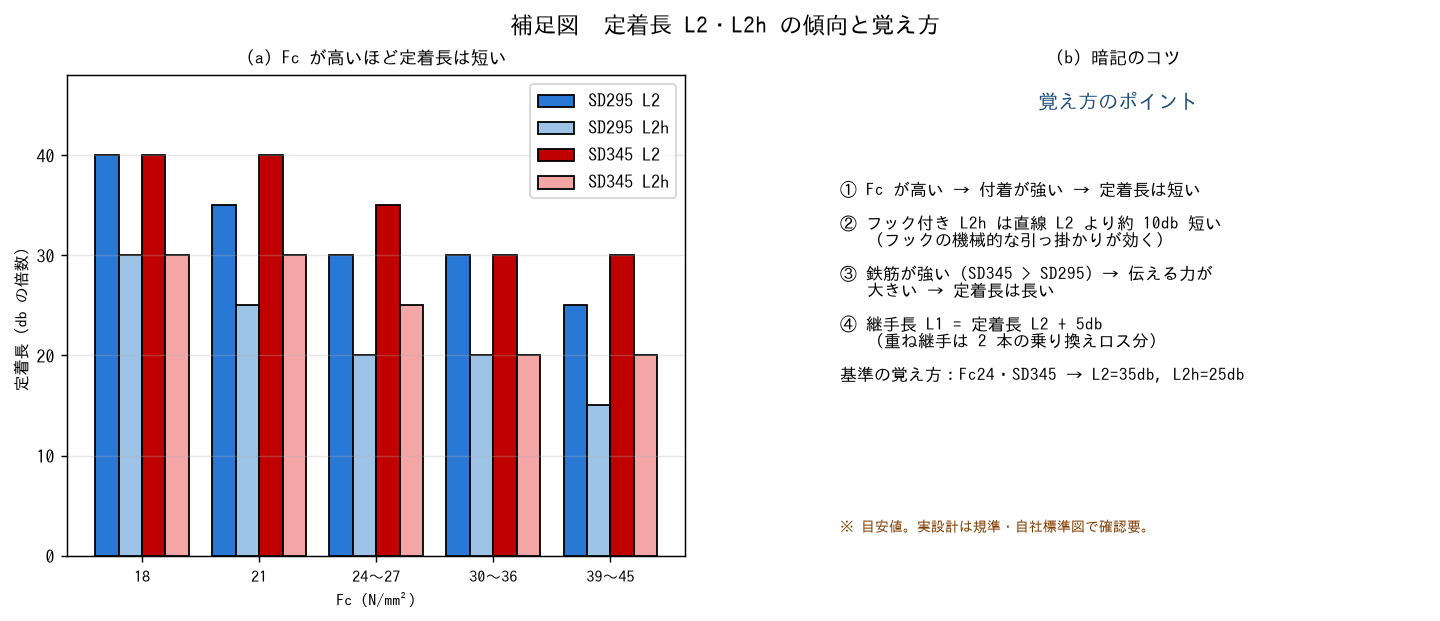 補足図　定着長 L2・L2h の傾向と覚え方
(a) Fc が高いほど定着長は短い
SD295 L2
SD295 L2h
SD345 L2
SD345 L2h
定着長 (db の倍数)
40
30
20
10
0
18
21
24～27
30～36
39～45
Fc (N/mm²)
(b) 暗記のコツ
覚え方のポイント
① Fc が高い → 付着が強い → 定着長は短い
② フック付き L2h は直線 L2 より約 10db 短い
（フックの機械的な引っ掛かりが効く）
③ 鉄筋が強い (SD345 > SD295) → 伝える力が
大きい → 定着長は長い
④ 継手長 L1 = 定着長 L2 + 5db
（重ね継手は 2 本の乗り換えロス分）
基準の覚え方：Fc24・SD345 → L2=35db, L2h=25db
※ 目安値。実設計は規準・自社標準図で確認要。